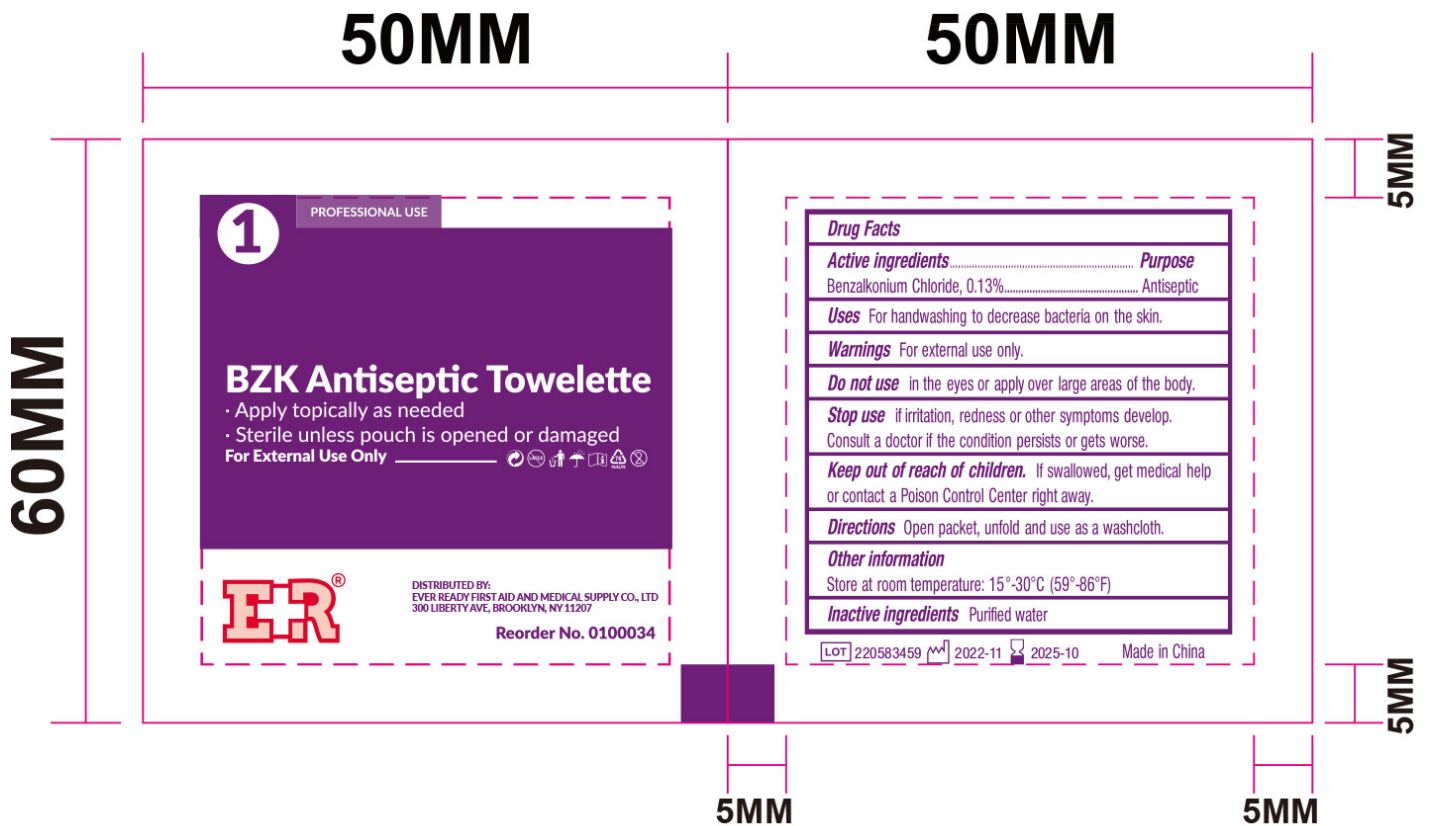 50MM
50MM
60MM
5MM
5MM
5MM
5MM
1
PROFESSIONAL USE
BZK Antiseptic Towelette
· Apply topically as needed
· Sterile unless pouch is opened or damaged
For External Use Only
ER®
DISTRIBUTED BY:
EVER READY FIRST AID AND MEDICAL SUPPLY CO., LTD
300 LIBERTY AVE, BROOKLYN, NY 11207
Reorder No. 0100034
Drug Facts
Active ingredients.................................................................. Purpose
Benzalkonium Chloride, 0.13%................................................ Antiseptic
Uses For handwashing to decrease bacteria on the skin.
Warnings For external use only.
Do not use in the eyes or apply over large areas of the body.
Stop use if irritation, redness or other symptoms develop.
Consult a doctor if the condition persists or gets worse.
Keep out of reach of children. If swallowed, get medical help
or contact a Poison Control Center right away.
Directions Open packet, unfold and use as a washcloth.
Other information
Store at room temperature: 15°-30°C (59°-86°F)
Inactive ingredients Purified water
LOT 220583459 2022-11 2025-10 Made in China